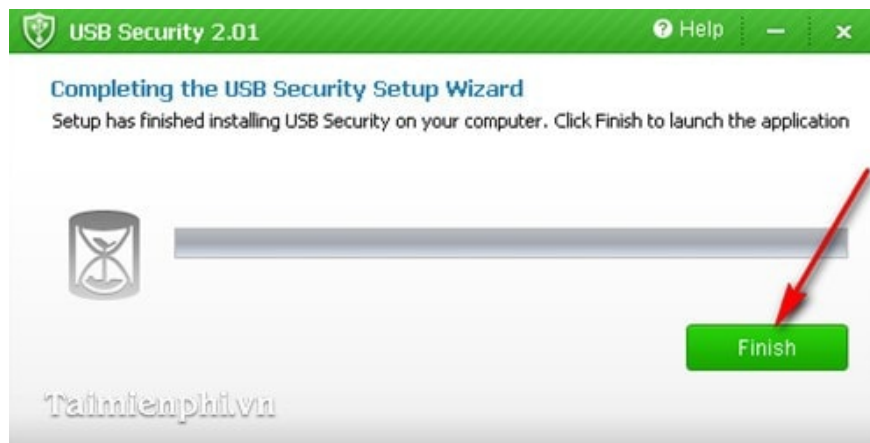 USB Security 2.01
Help
Completing the USB Security Setup Wizard
Setup has finished installing USB Security on your computer. Click Finish to launch the application
Finish
Taimienphi.vn